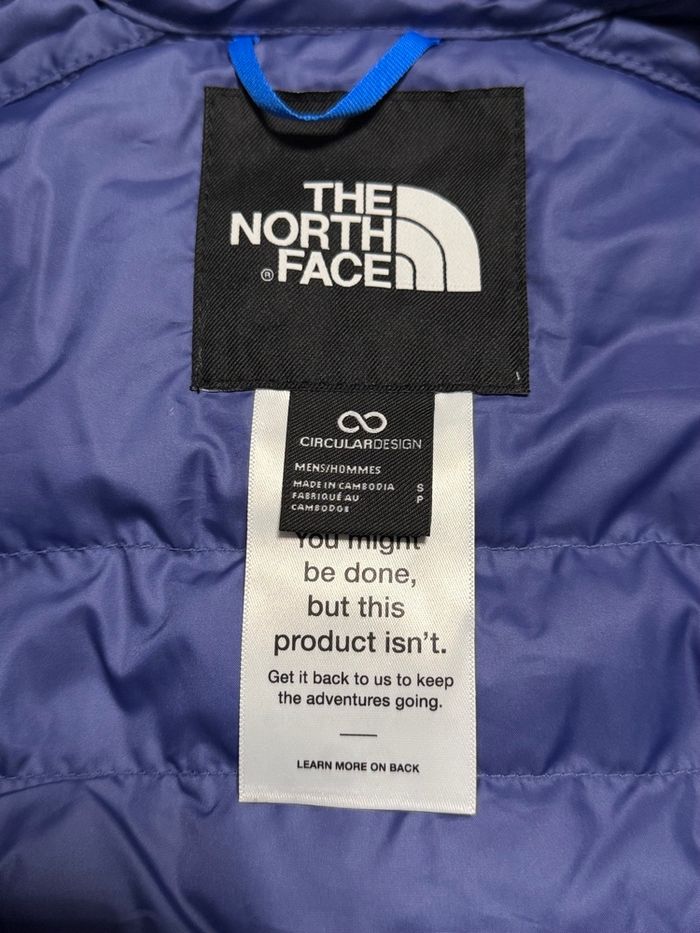 THE
NORTH
® FACE
CIRCULARDESIGN
MENS/HOMMES
MADE IN CAMBODIA S
FABRIQUÉ AU P
CAMBODGE
You might
be done,
but this
product isn't.
Get it back to us to keep
the adventures going.
LEARN MORE ON BACK